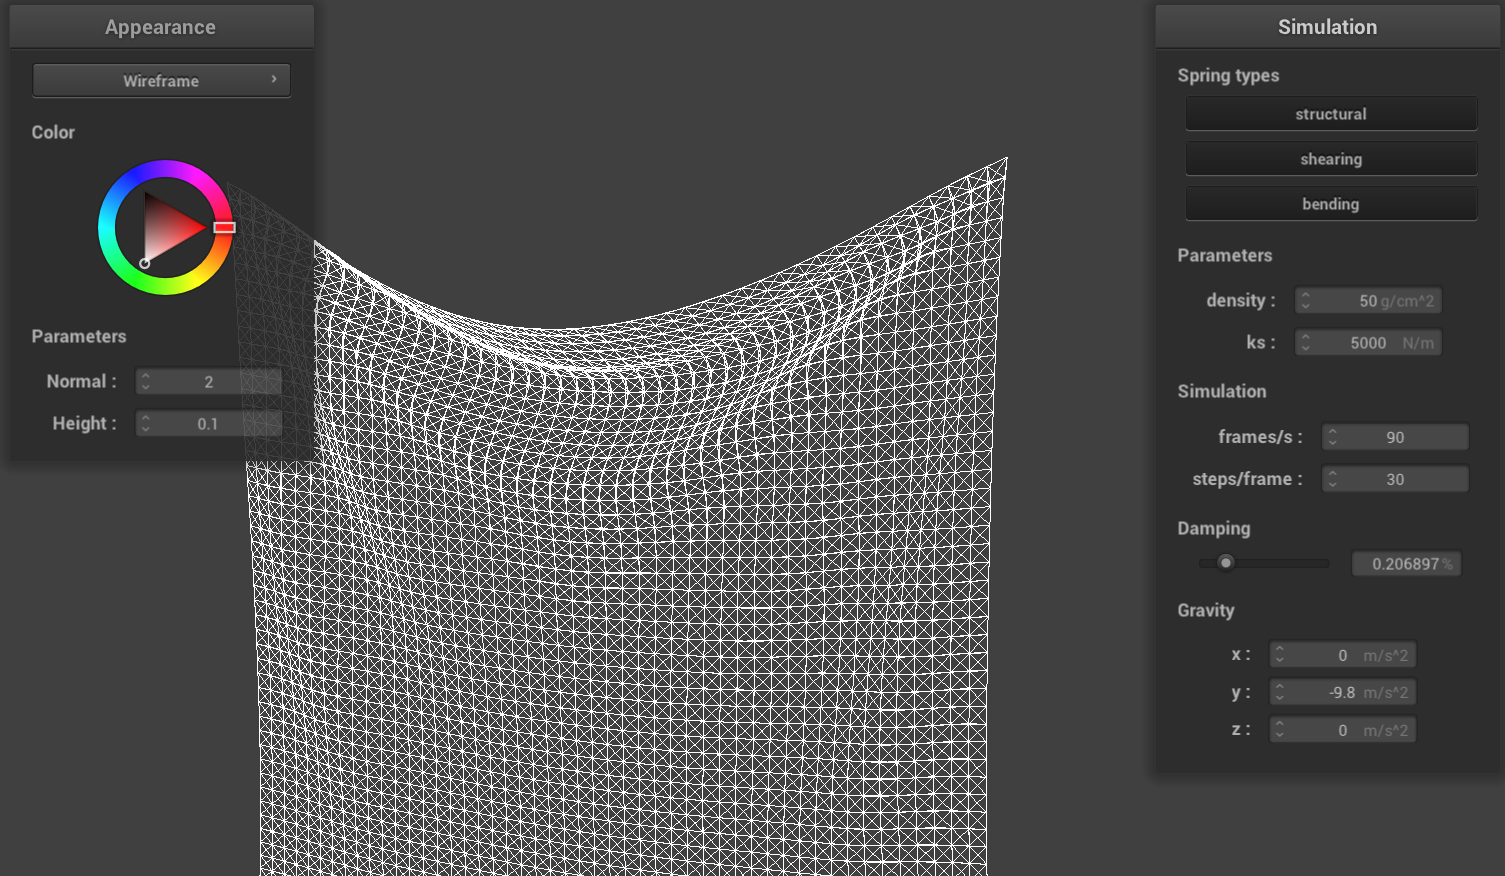 Appearance
Wireframe
Color
Parameters
Normal : 2
Height : 0.1
Simulation
Spring types
structural
shearing
bending
Parameters
density : 50 g/cm^2
ks : 5000 N/m
Simulation
frames/s : 90
steps/frame : 30
Damping
0.206897 %
Gravity
x : 0 m/s^2
y : -9.8 m/s^2
z : 0 m/s^2